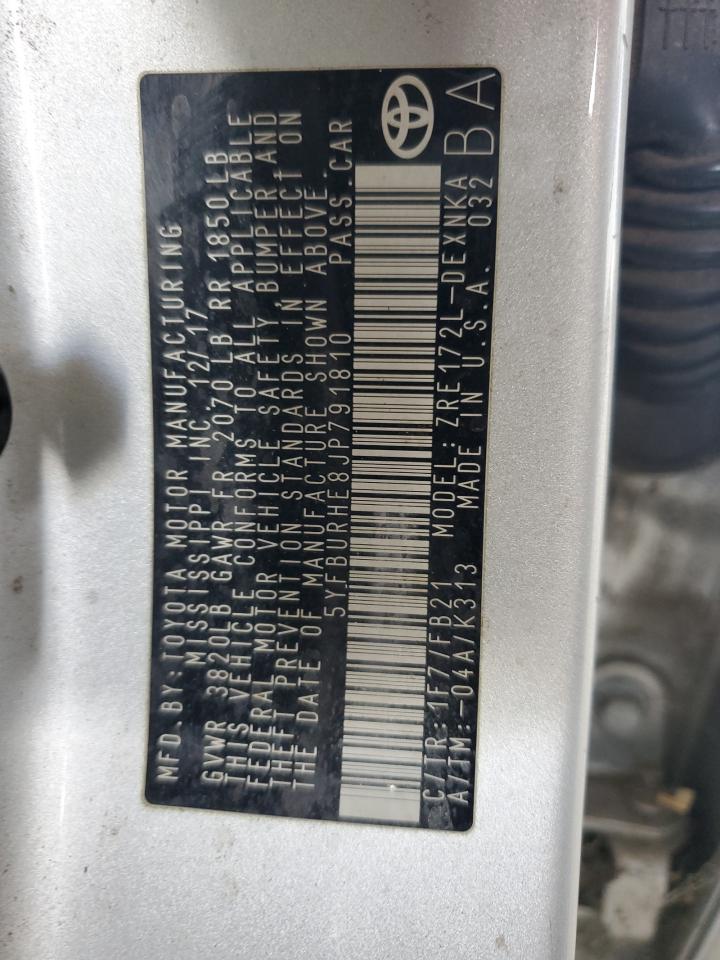 MFD.BY:TOYOTA MOTOR MANUFACTURING
MISSISSIPPI INC. 12/17
GVWR 3820LB GAWR FR 2070 LB RR 1850LB
THIS VEHICLE CONFORMS TO ALL APPLICABLE
FEDERAL MOTOR VEHICLE SAFETY,BUMPER AND
THEFT PREVENTION STANDARDS IN EFFECT ON
THE DATE OF MANUFACTURE SHOWN ABOVE.
5YFBURHE8JP791810 PASS.CAR
C/TR:1F7/FB21 MODEL:ZRE172L-DEXNKA
A/TM:-04A/K313 MADE IN U.S.A. 032
BA